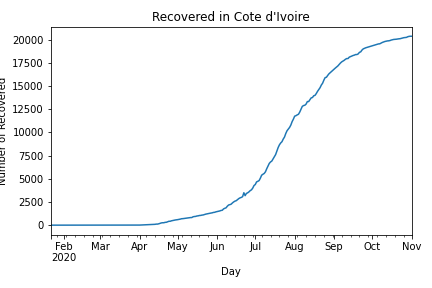 Recovered in Cote d'Ivoire
Number of Recovered
20000
17500
15000
12500
10000
7500
5000
2500
0
Feb Mar Apr May Jun Jul Aug Sep Oct Nov
2020
Day